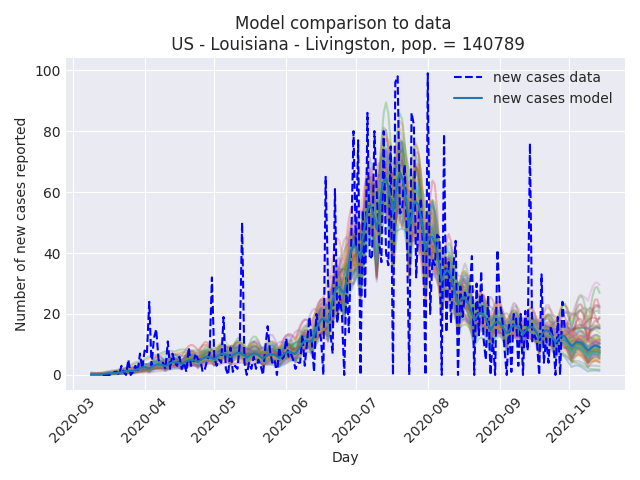 Model comparison to data
US - Louisiana - Livingston, pop. = 140789
new cases data
new cases model
Number of new cases reported
100
80
60
40
20
0
2020-03
2020-04
2020-05
2020-06
2020-07
2020-08
2020-09
2020-10
Day